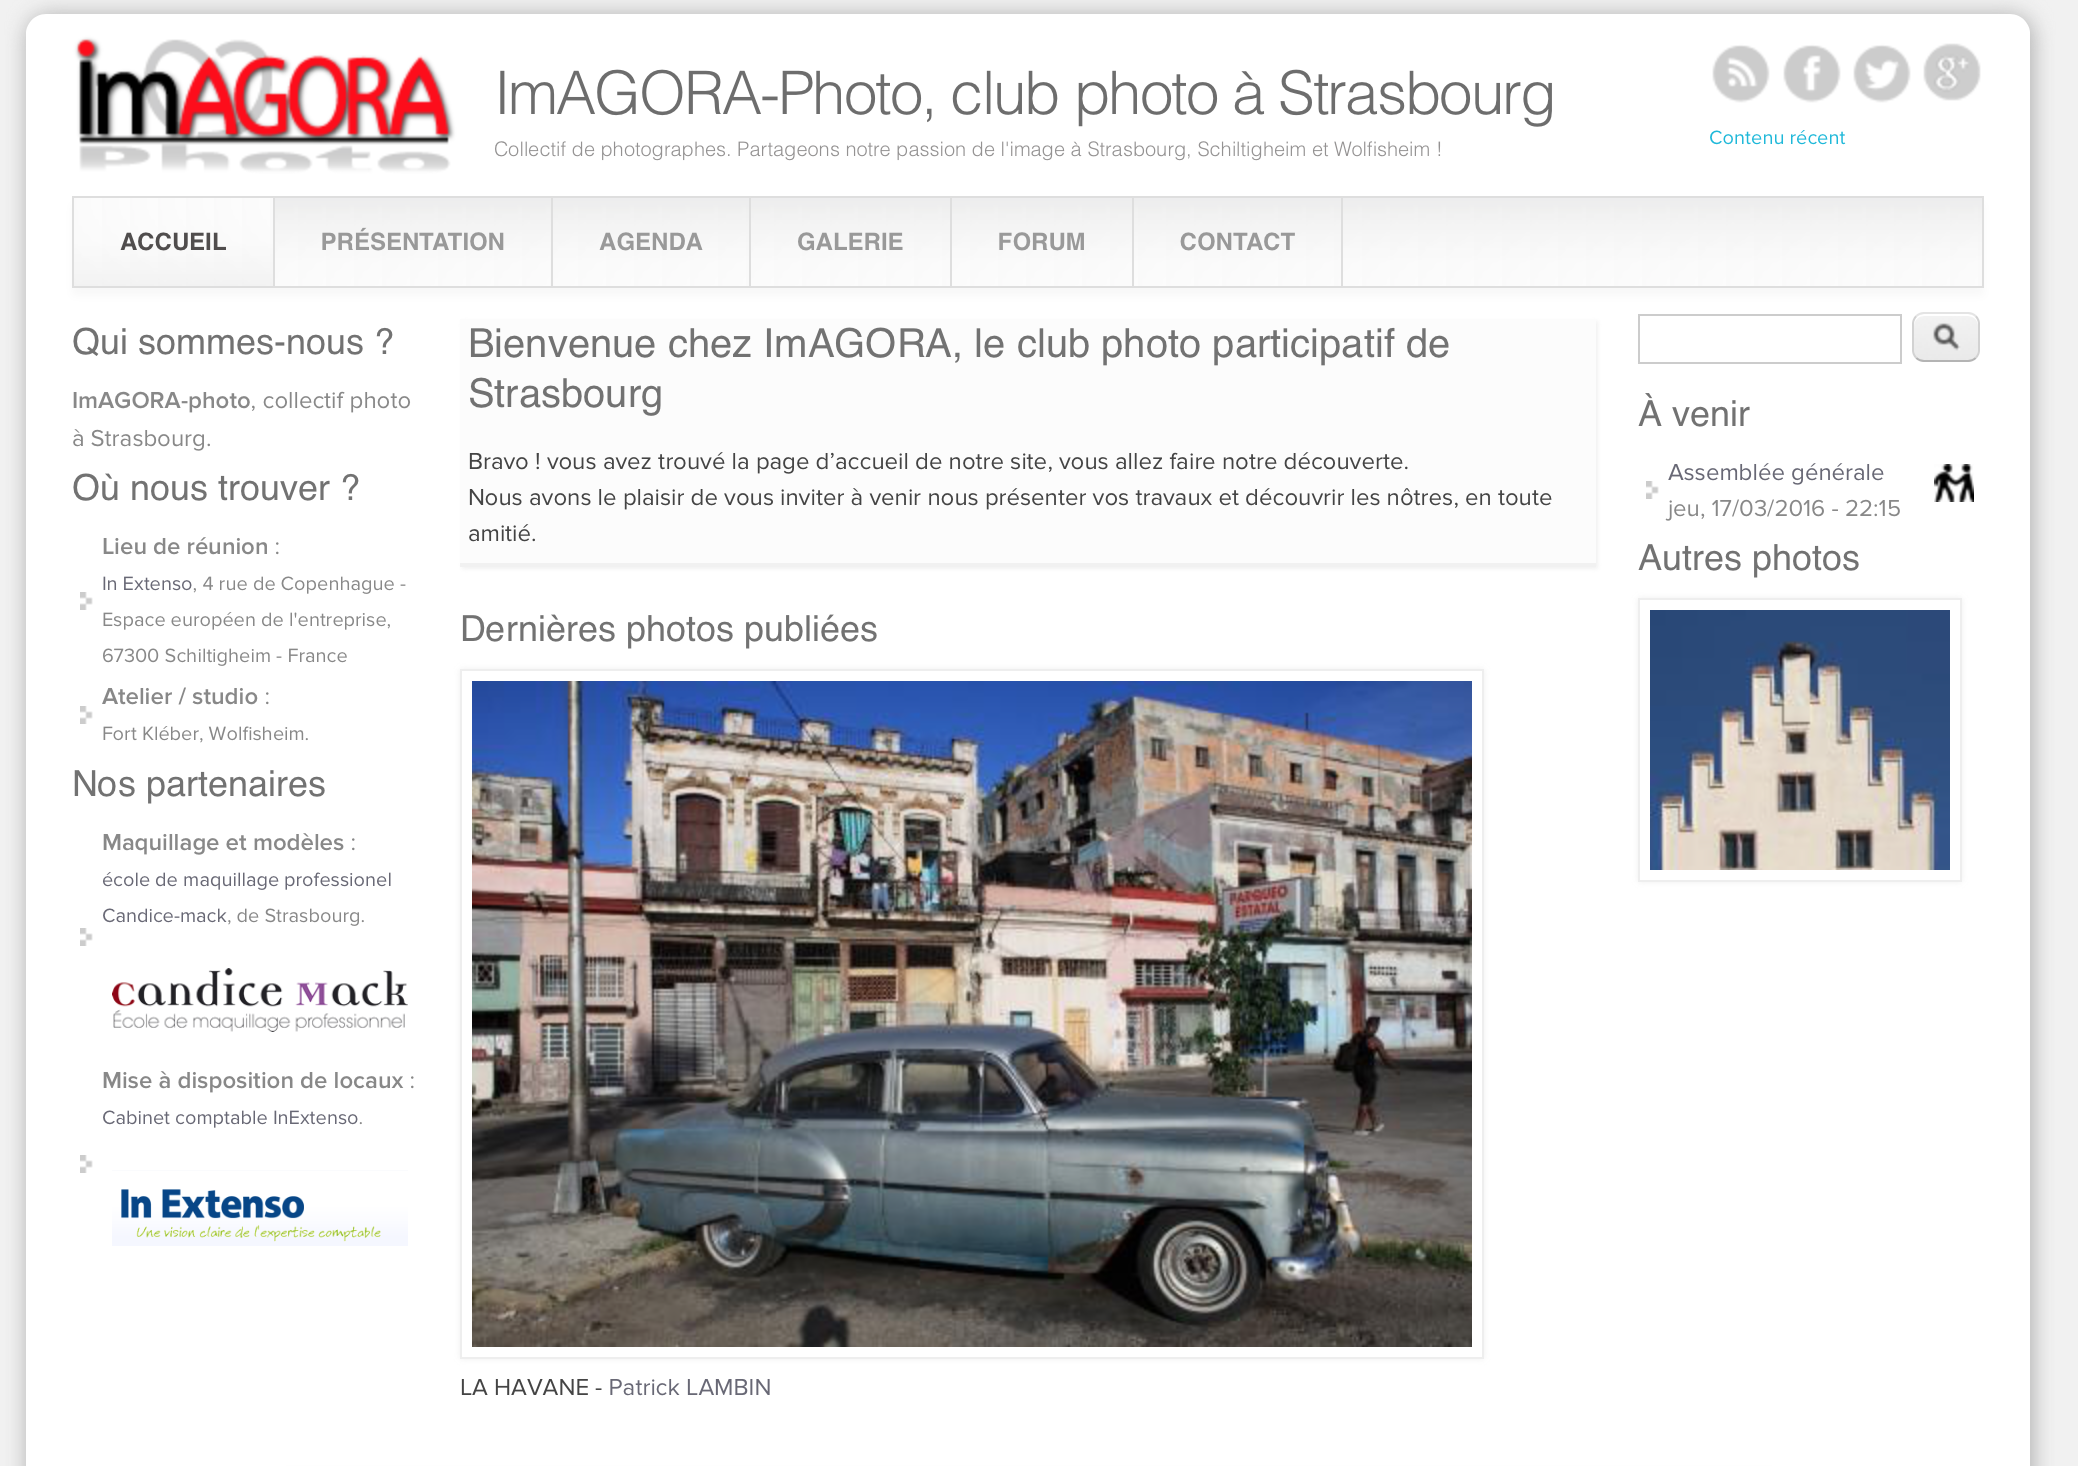 imAGORA
Photo
ImAGORA-Photo, club photo à Strasbourg
Collectif de photographes. Partageons notre passion de l'image à Strasbourg, Schiltigheim et Wolfisheim !
Contenu récent
ACCUEIL
PRÉSENTATION
AGENDA
GALERIE
FORUM
CONTACT
Qui sommes-nous ?
ImAGORA-photo, collectif photo
à Strasbourg.
Où nous trouver ?
Lieu de réunion :
In Extenso, 4 rue de Copenhague -
Espace européen de l'entreprise,
67300 Schiltigheim - France
Atelier / studio :
Fort Kléber, Wolfisheim.
Nos partenaires
Maquillage et modèles :
école de maquillage professionel
Candice-mack, de Strasbourg.
candice mack
École de maquillage professionnel
Mise à disposition de locaux :
Cabinet comptable InExtenso.
In Extenso
Une vision claire de l'expertise comptable
Bienvenue chez ImAGORA, le club photo participatif de
Strasbourg
Bravo ! vous avez trouvé la page d’accueil de notre site, vous allez faire notre découverte.
Nous avons le plaisir de vous inviter à venir nous présenter vos travaux et découvrir les nôtres, en toute
amitié.
Dernières photos publiées
PARQUEO
ESTATAL
LA HAVANE - Patrick LAMBIN
À venir
Assemblée générale
jeu, 17/03/2016 - 22:15
Autres photos